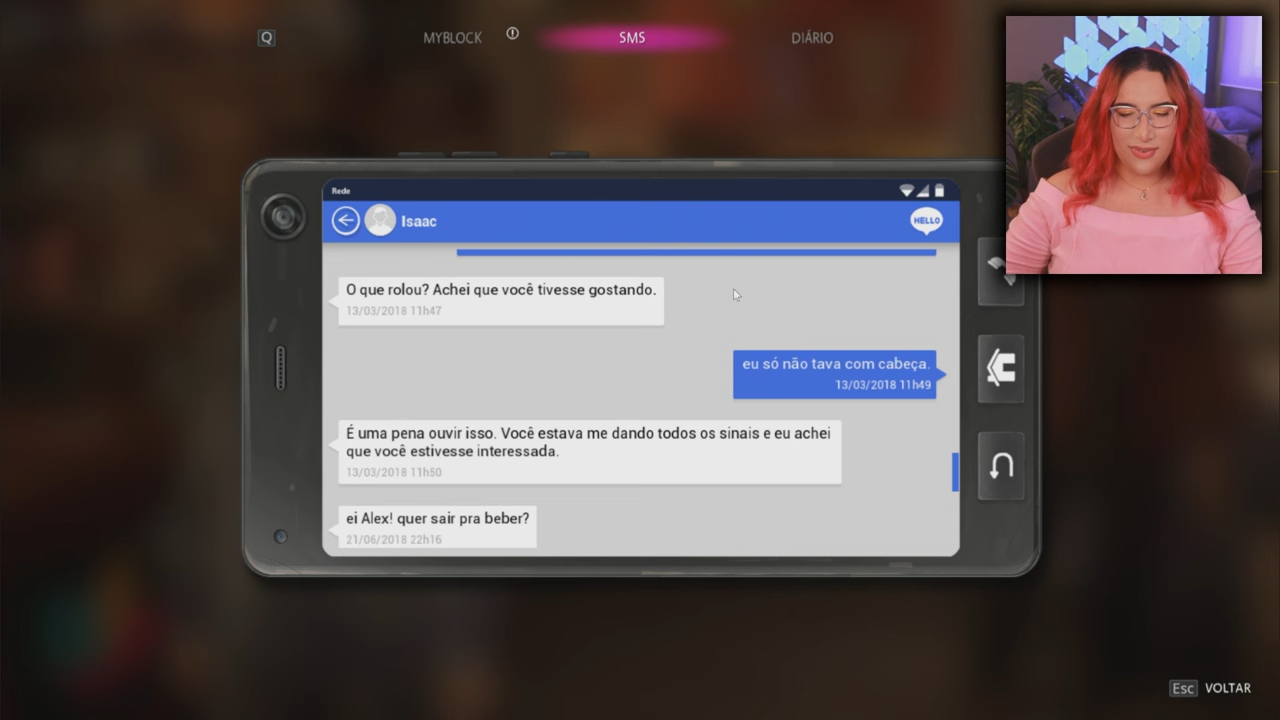 Q
MYBLOCK
SMS
DIÁRIO
Rede
Isaac
HELLO
O que rolou? Achei que você tivesse gostando.
13/03/2018 11h47
eu só não tava com cabeça.
13/03/2018 11h49
É uma pena ouvir isso. Você estava me dando todos os sinais e eu achei
que você estivesse interessada.
13/03/2018 11h50
ei Alex! quer sair pra beber?
21/06/2018 22h16
Esc VOLTAR